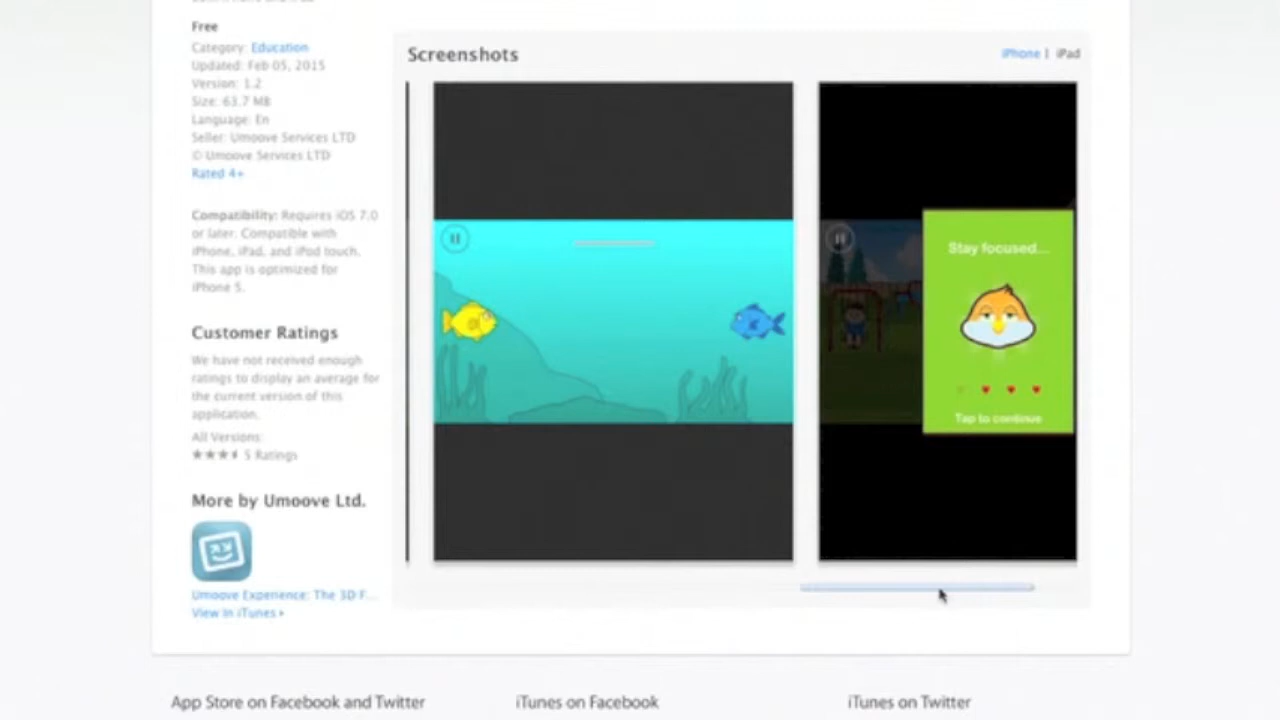 Free
Category: Education
Updated: Feb 05, 2015
Version: 1.2
Size: 63.7 MB
Language: En
Seller: Umoove Services LTD
© Umoove Services LTD
Rated 4+
Compatibility: Requires iOS 7.0
or later. Compatible with
iPhone, iPad, and iPod touch.
This app is optimized for
iPhone 5.
Customer Ratings
We have not received enough
ratings to display an average for
the current version of this
application.
All Versions:
5 Ratings
More by Umoove Ltd.
Umoove Experience: The 3D F...
View In iTunes
Screenshots
iPhone | iPad
Stay focused...
Tap to continue
App Store on Facebook and Twitter
iTunes on Facebook
iTunes on Twitter